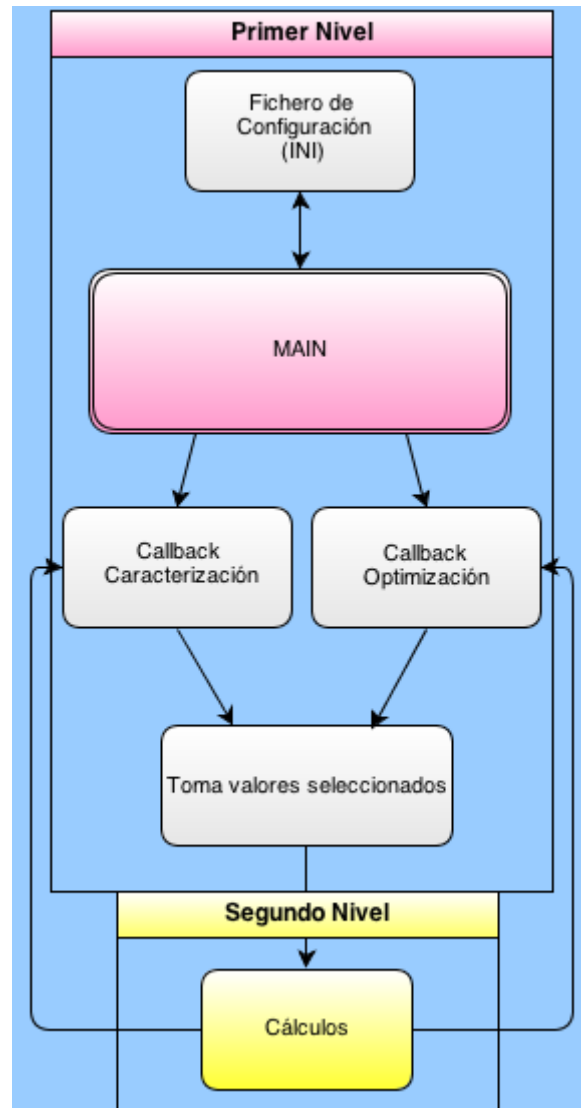 Primer Nivel
Fichero de
Configuración
(INI)
MAIN
Callback
Caracterización
Callback
Optimización
Toma valores seleccionados
Segundo Nivel
Cálculos